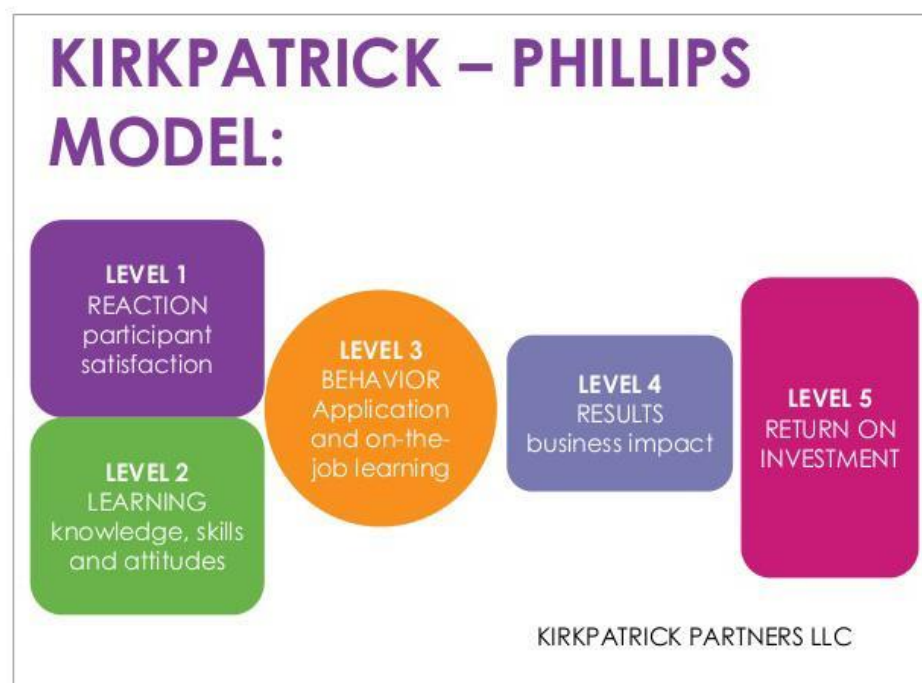 KIRKPATRICK – PHILLIPS
MODEL:
LEVEL 1
REACTION
participant
satisfaction
LEVEL 2
LEARNING
knowledge, skills
and attitudes
LEVEL 3
BEHAVIOR
Application
and on-the-
job learning
LEVEL 4
RESULTS
business impact
LEVEL 5
RETURN ON
INVESTMENT
KIRKPATRICK PARTNERS LLC